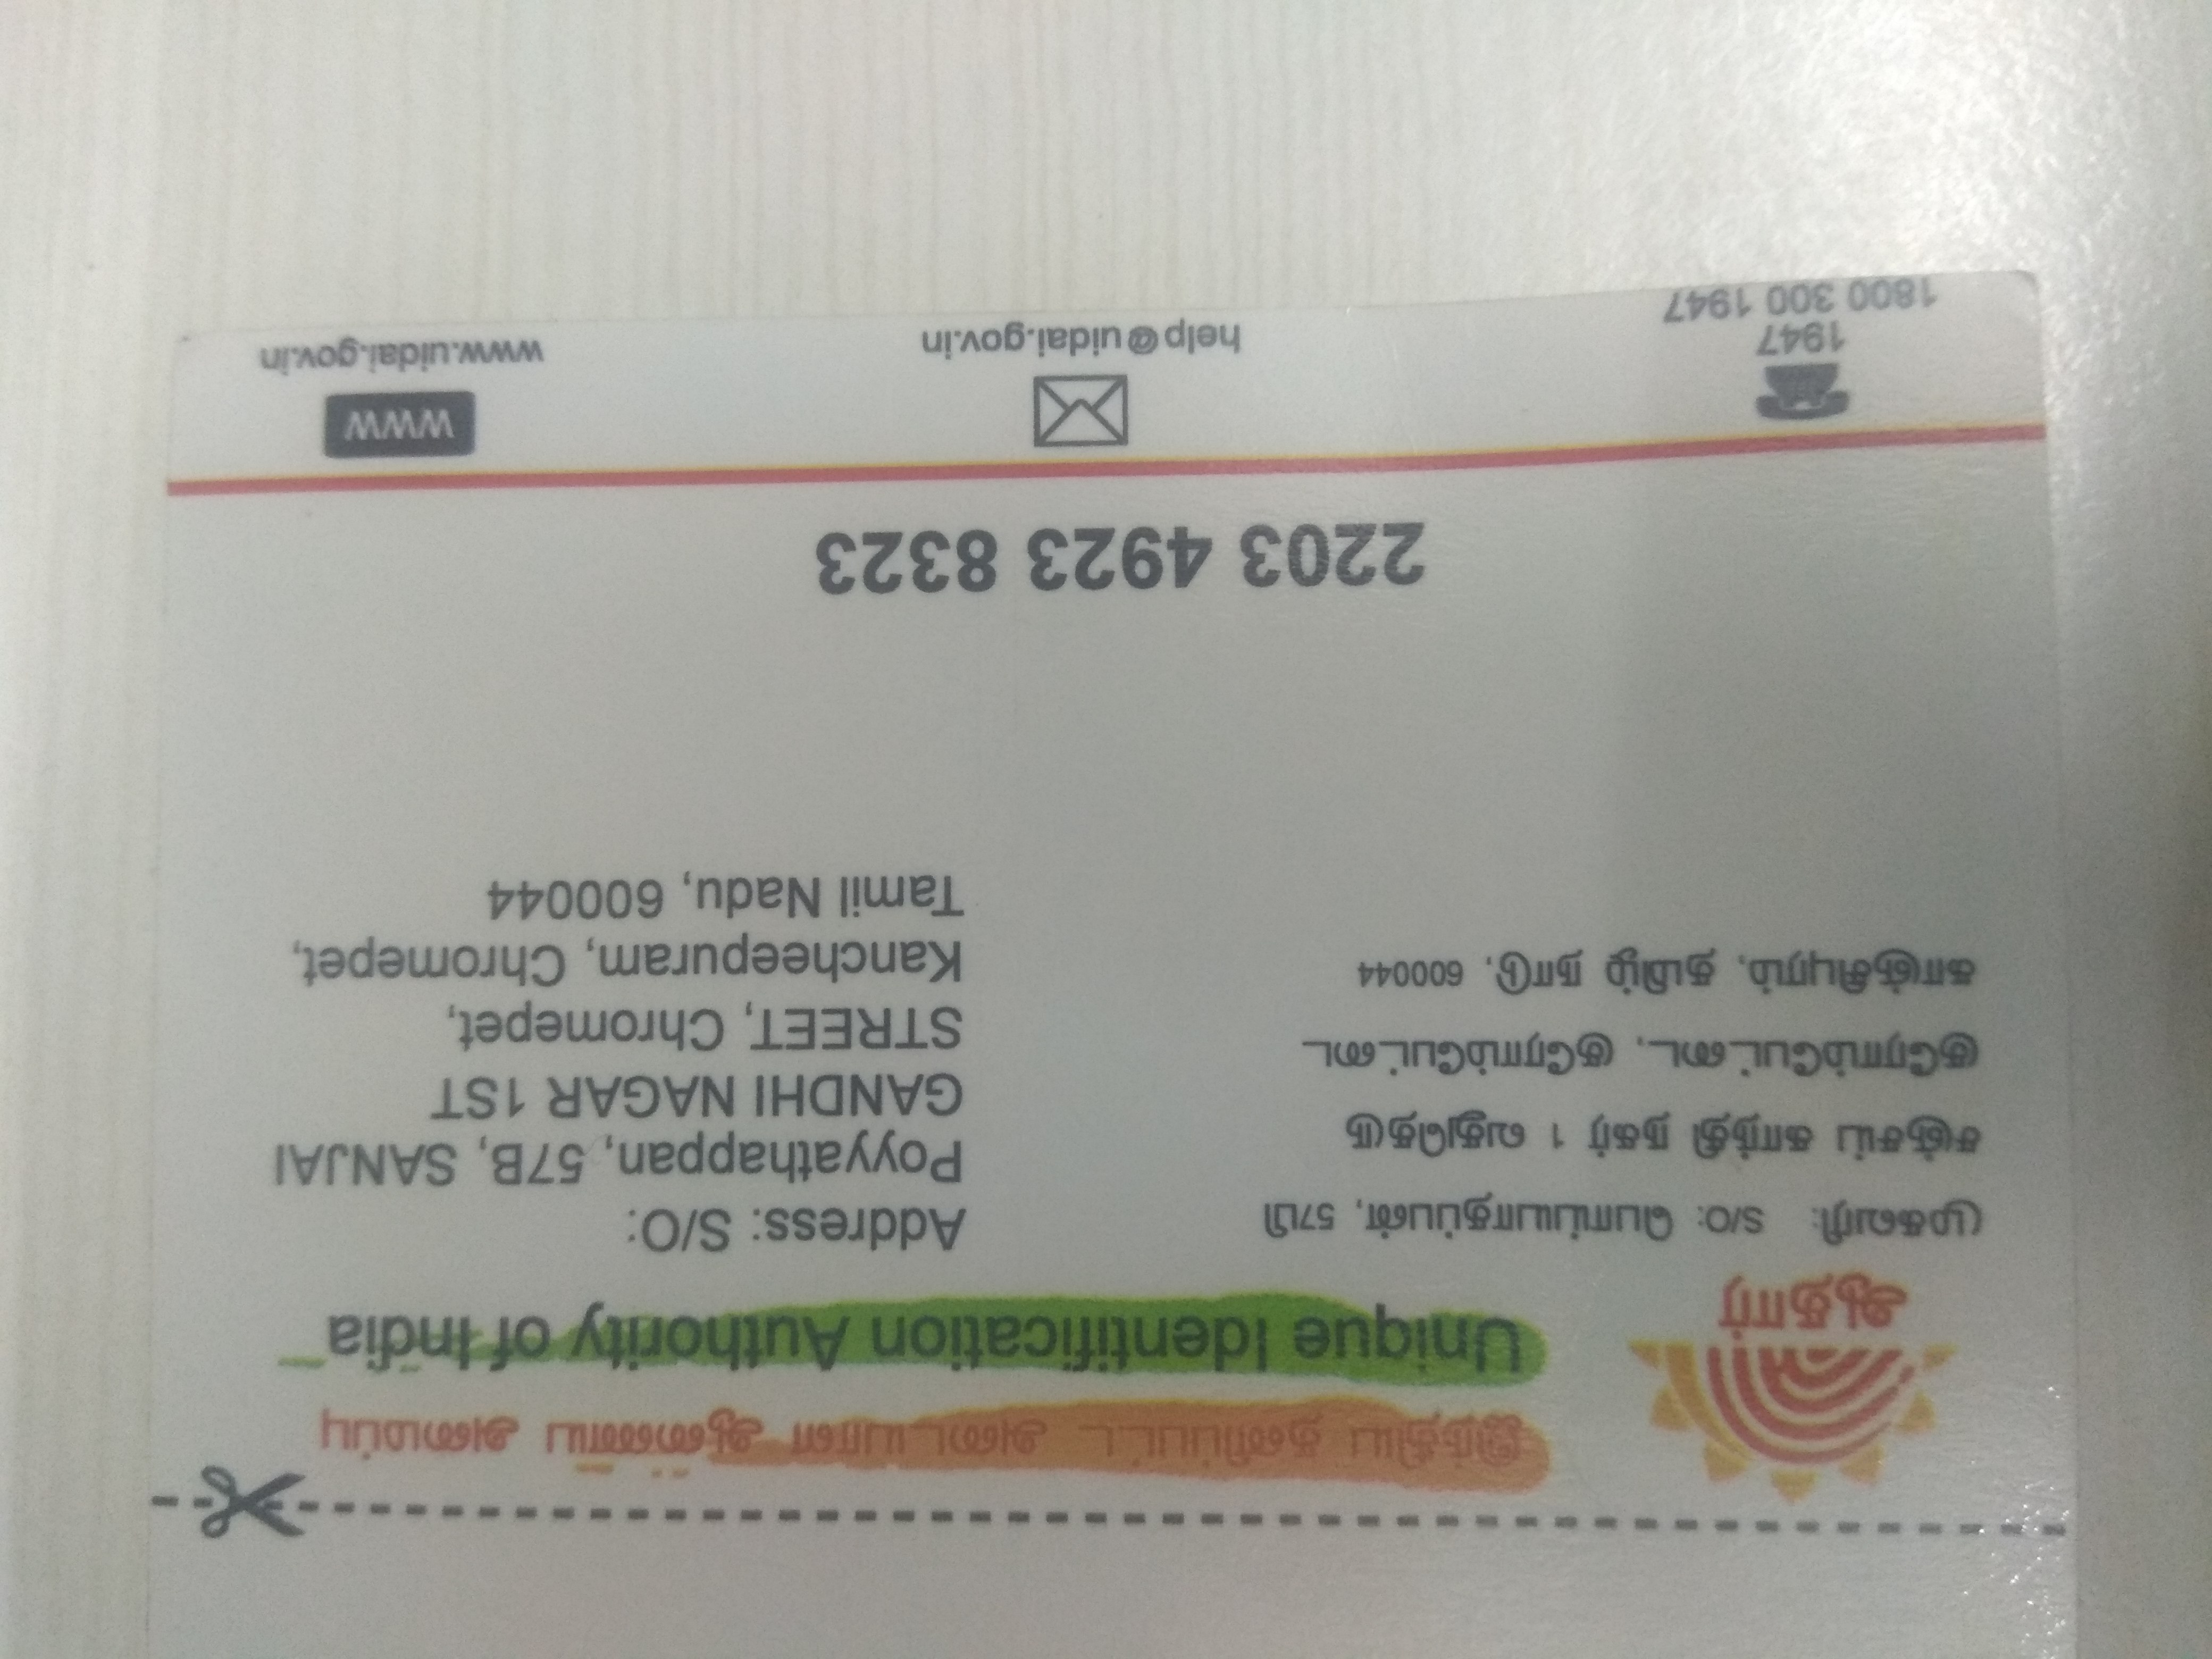 இந்திய தனிப்பட்ட அடையாள ஆணைய அமைப்பு
Unique Identification Authority of India
ஆதார்
முகவரி: S/O: பொய்யாதப்பன், 57பி
சஞ்சய் காந்தி நகர் 1 வதுதெரு
குரோம்பேட்டை, குரோம்பேட்டை
காஞ்சிபுரம், தமிழ் நாடு, 600044
Address: S/O:
Poyyathappan, 57B, SANJAI
GANDHI NAGAR 1ST
STREET, Chromepet,
Kancheepuram, Chromepet,
Tamil Nadu, 600044
2203 4923 8323
1947
1800 300 1947
help@uidai.gov.in
WWW
www.uidai.gov.in